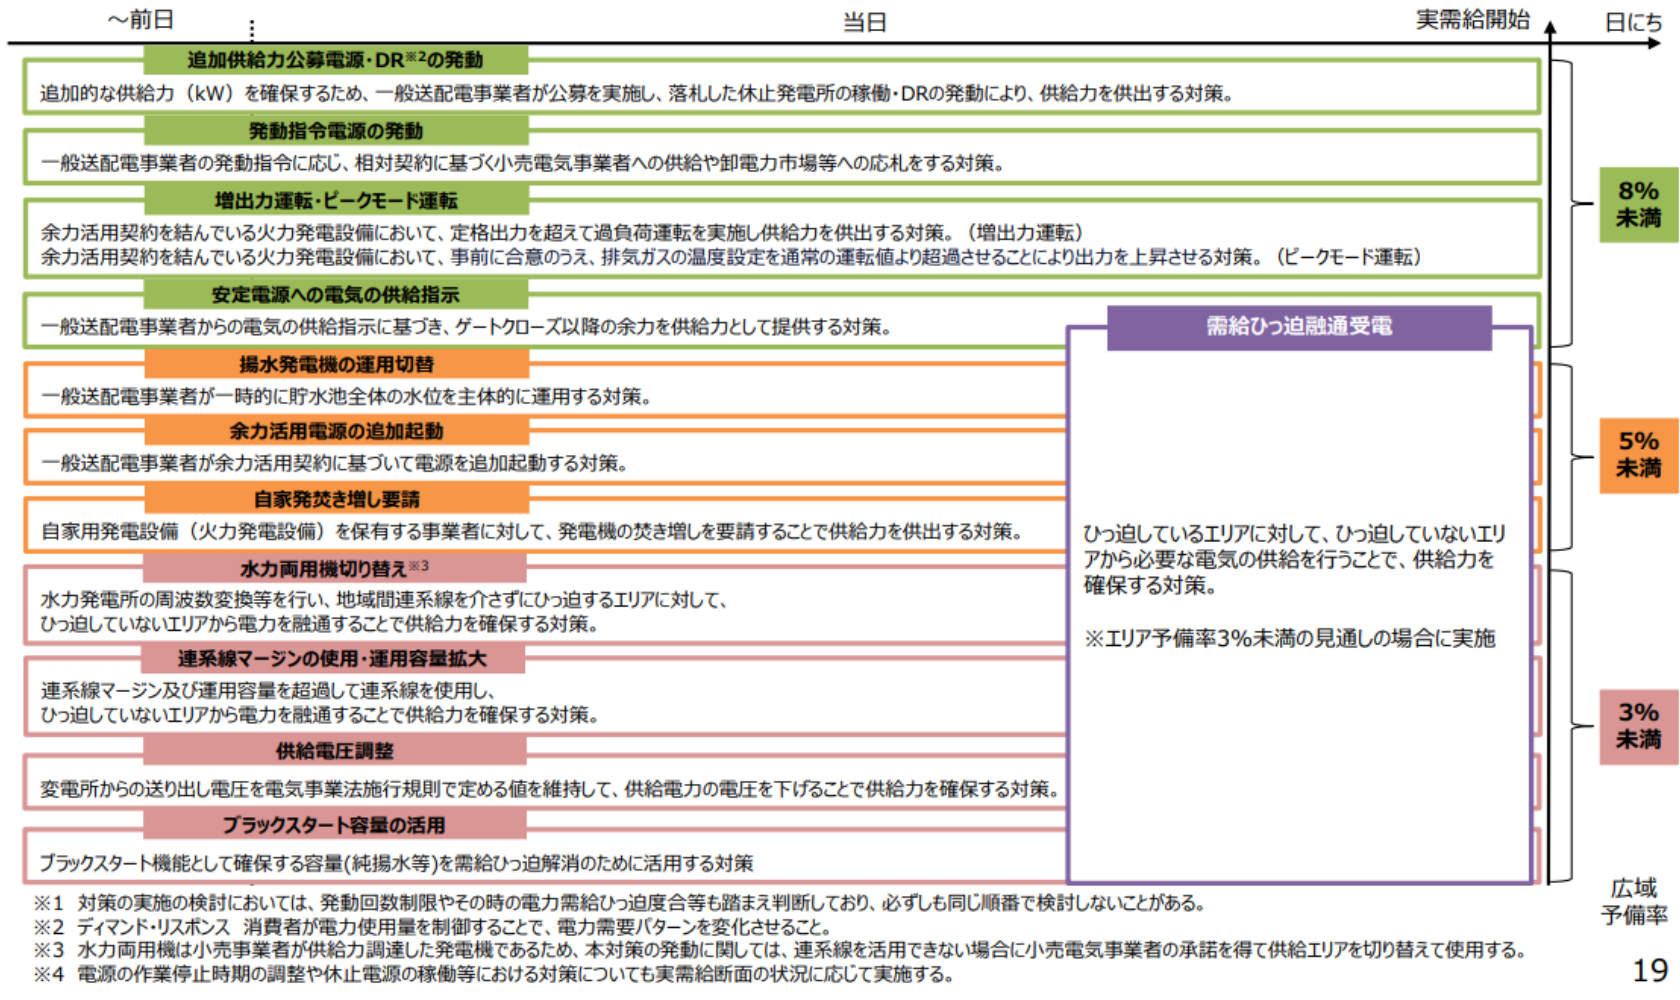 ～前日
当日
実需給開始
日にち
追加供給力公募電源・DR※2の発動
追加的な供給力（kW）を確保するため、一般送配電事業者が公募を実施し、落札した休止発電所の稼働・DRの発動により、供給力を供出する対策。
発動指令電源の発動
一般送配電事業者の発動指令に応じ、相対契約に基づく小売電気事業者への供給や卸電力市場等への応札をする対策。
増出力運転・ピークモード運転
余力活用契約を結んでいる火力発電設備において、定格出力を超えて過負荷運転を実施し供給力を供出する対策。（増出力運転）
余力活用契約を結んでいる火力発電設備において、事前に合意のうえ、排気ガスの温度設定を通常の運転値より超過させることにより出力を上昇させる対策。（ピークモード運転）
安定電源への電気の供給指示
一般送配電事業者からの電気の供給指示に基づき、ゲートクローズ以降の余力を供給力として提供する対策。
8%
未満
揚水発電機の運用切替
一般送配電事業者が一時的に貯水池全体の水位を主体的に運用する対策。
余力活用電源の追加起動
一般送配電事業者が余力活用契約に基づいて電源を追加起動する対策。
自家発焚き増し要請
自家用発電設備（火力発電設備）を保有する事業者に対して、発電機の焚き増しを要請することで供給力を供出する対策。
5%
未満
水力両用機切り替え※3
水力発電所の周波数変換等を行い、地域間連系線を介さずにひっ迫するエリアに対して、
ひっ迫していないエリアから電力を融通することで供給力を確保する対策。
連系線マージンの使用・運用容量拡大
連系線マージン及び運用容量を超過して連系線を使用し、
ひっ迫していないエリアから電力を融通することで供給力を確保する対策。
供給電圧調整
変電所からの送り出し電圧を電気事業法施行規則で定める値を維持して、供給電力の電圧を下げることで供給力を確保する対策。
ブラックスタート容量の活用
ブラックスタート機能として確保する容量(純揚水等)を需給ひっ迫解消のために活用する対策
3%
未満
需給ひっ迫融通受電
ひっ迫しているエリアに対して、ひっ迫していないエリ
アから必要な電気の供給を行うことで、供給力を
確保する対策。
※エリア予備率3%未満の見通しの場合に実施
広域
予備率
※1 対策の実施の検討においては、発動回数制限やその時の電力需給ひっ迫度合等も踏まえ判断しており、必ずしも同じ順番で検討しないことがある。
※2 ディマンド・リスポンス 消費者が電力使用量を制御することで、電力需要パターンを変化させること。
※3 水力両用機は小売事業者が供給力調達した発電機であるため、本対策の発動に関しては、連系線を活用できない場合に小売電気事業者の承諾を得て供給エリアを切り替えて使用する。
※4 電源の作業停止時期の調整や休止電源の稼働等における対策についても実需給断面の状況に応じて実施する。
19